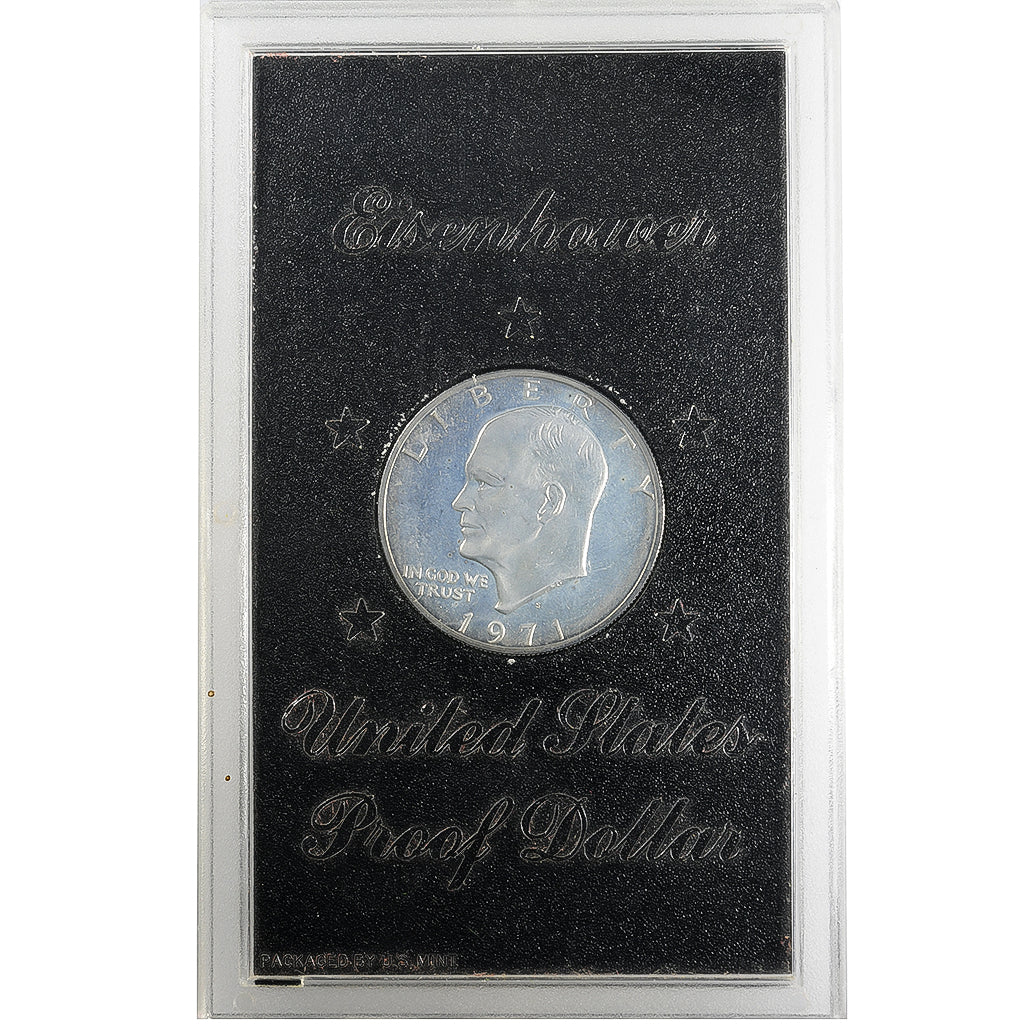 Eisenhower
LIBERTY
IN GOD WE
TRUST
S
1971
United States
Proof Dollar
PACKAGED BY U.S. MINT